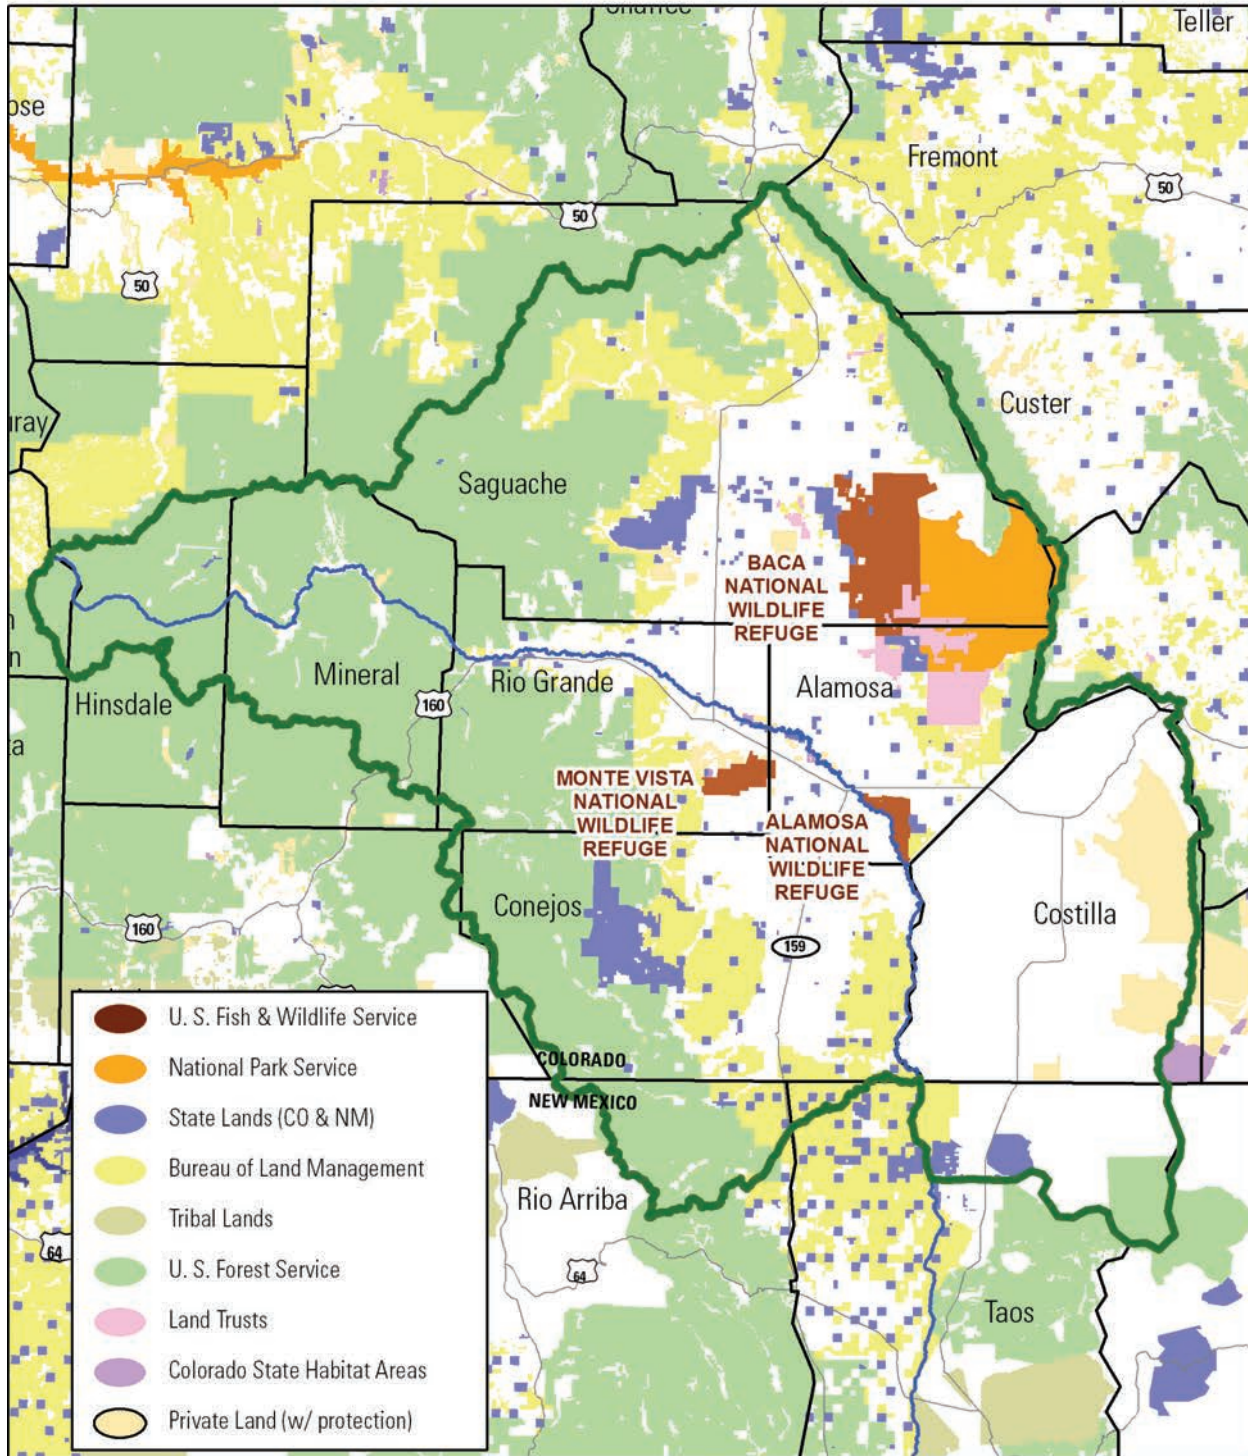 Teller
Fremont
50
50
50
Custer
Saguache
BACA
NATIONAL
WILDLIFE
REFUGE
Mineral
Rio Grande
Alamosa
Hinsdale
160
MONTE VISTA
NATIONAL
WILDLIFE
REFUGE
ALAMOSA
NATIONAL
WILDLIFE
REFUGE
Conejos
Costilla
160
159
COLORADO
NEW MEXICO
U. S. Fish & Wildlife Service
National Park Service
State Lands (CO & NM)
Bureau of Land Management
Tribal Lands
U. S. Forest Service
Land Trusts
Colorado State Habitat Areas
Private Land (w/ protection)
Rio Arriba
64
64
Taos